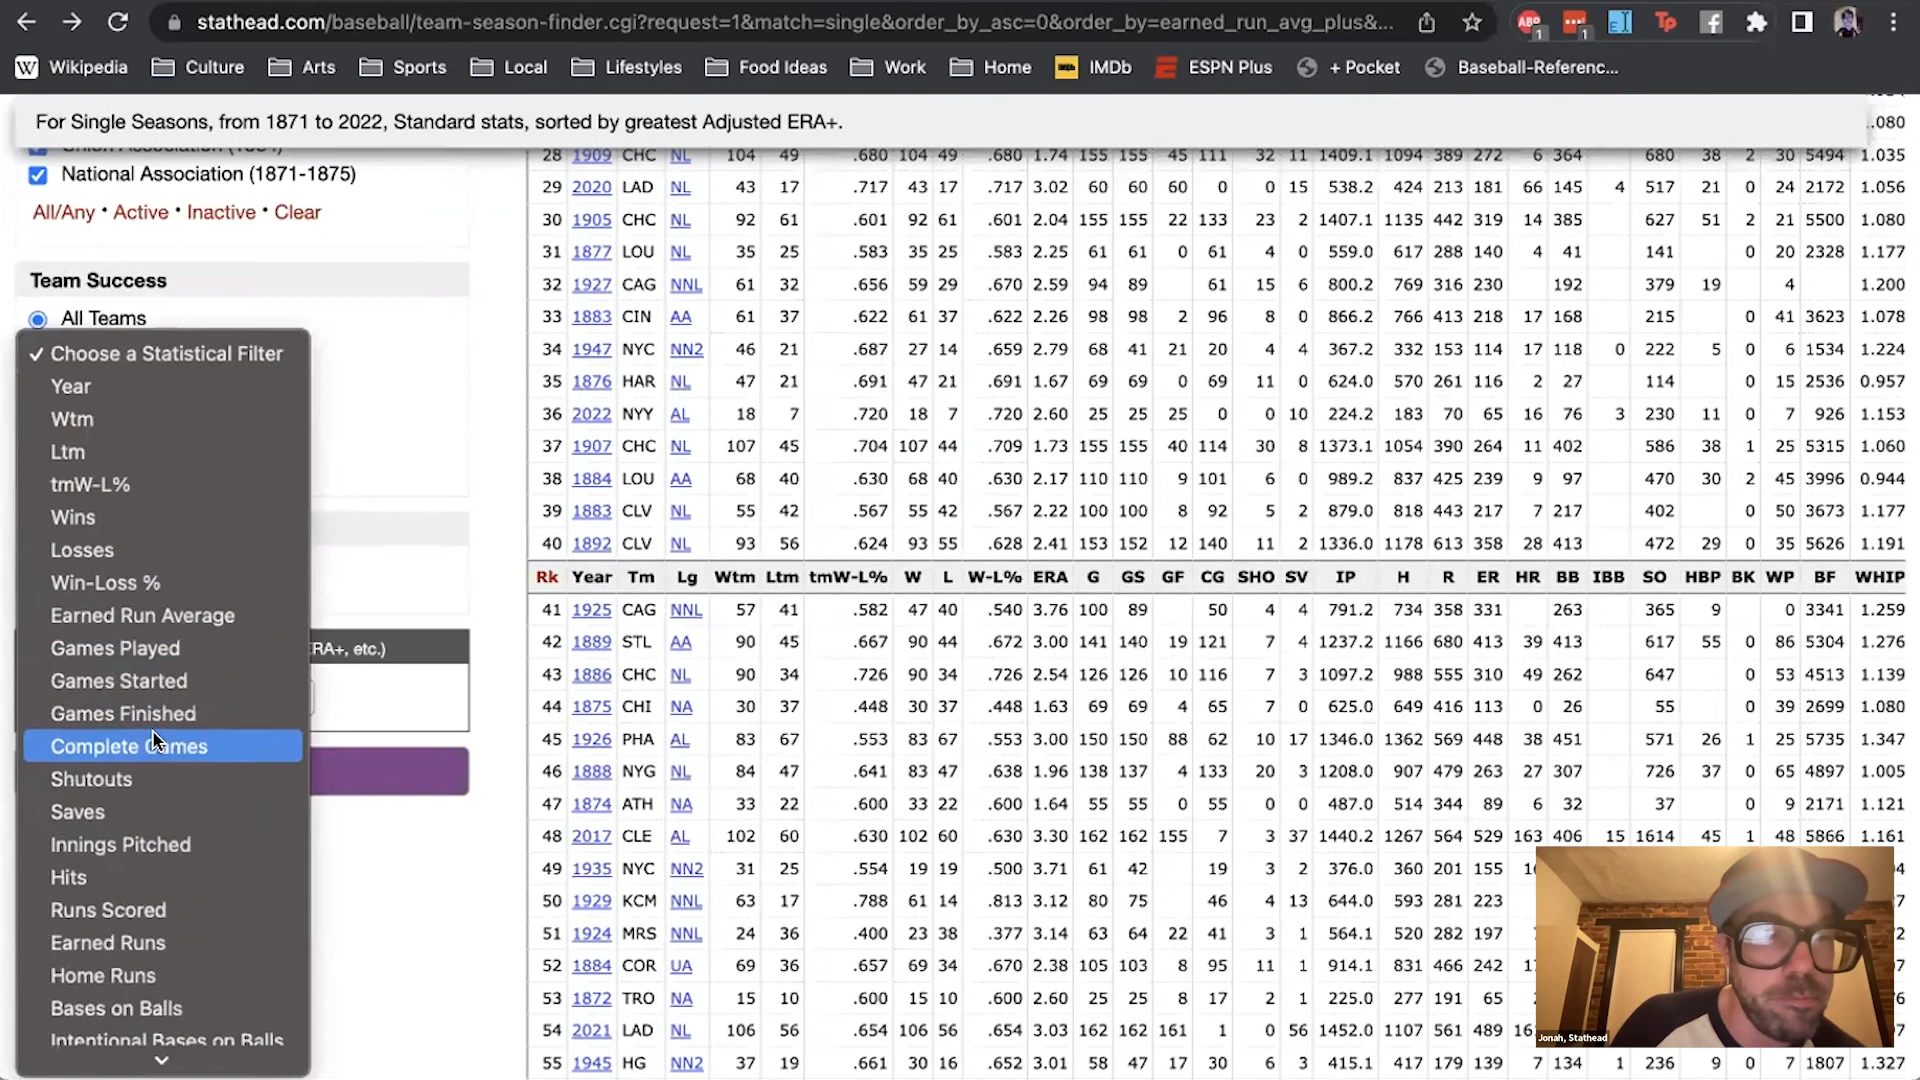 stathead.com/baseball/team-season-finder.cgi?request=1&match=single&order_by_asc=0&order_by=earned_run_avg_plus&...
1 1
W Wikipedia Culture Arts Sports Local Lifestyles Food Ideas Work Home IMDb ESPN Plus + Pocket Baseball-Referenc...
For Single Seasons, from 1871 to 2022, Standard stats, sorted by greatest Adjusted ERA+. .080
National Association (1871-1875)
All/Any • Active • Inactive • Clear
Team Success
All Teams
✓ Choose a Statistical Filter
Year
Wtm
Ltm
tmW-L%
Wins
Losses
Win-Loss %
Earned Run Average
Games Played
RA+, etc.)
Games Started
Games Finished
Complete Games
Shutouts
Saves
Innings Pitched
Hits
Runs Scored
Earned Runs
Home Runs
Bases on Balls
Intentional Bases on Balls
28 1909 CHC NL 104 49 .680 104 49 .680 1.74 155 155 45 111 32 11 1409.1 1094 389 272 6 364 680 38 2 30 5494 1.035
29 2020 LAD NL 43 17 .717 43 17 .717 3.02 60 60 60 0 0 15 538.2 424 213 181 66 145 4 517 21 0 24 2172 1.056
30 1905 CHC NL 92 61 .601 92 61 .601 2.04 155 155 22 133 23 2 1407.1 1135 442 319 14 385 627 51 2 21 5500 1.080
31 1877 LOU NL 35 25 .583 35 25 .583 2.25 61 61 0 61 4 0 559.0 617 288 140 4 41 141 0 20 2328 1.177
32 1927 CAG NNL 61 32 .656 59 29 .670 2.59 94 89 61 15 6 800.2 769 316 230 192 379 19 4 1.200
33 1883 CIN AA 61 37 .622 61 37 .622 2.26 98 98 2 96 8 0 866.2 766 413 218 17 168 215 0 41 3623 1.078
34 1947 NYC NN2 46 21 .687 27 14 .659 2.79 68 41 21 20 4 4 367.2 332 153 114 17 118 0 222 5 0 6 1534 1.224
35 1876 HAR NL 47 21 .691 47 21 .691 1.67 69 69 0 69 11 0 624.0 570 261 116 2 27 114 0 15 2536 0.957
36 2022 NYY AL 18 7 .720 18 7 .720 2.60 25 25 25 0 0 10 224.2 183 70 65 16 76 3 230 11 0 7 926 1.153
37 1907 CHC NL 107 45 .704 107 44 .709 1.73 155 155 40 114 30 8 1373.1 1054 390 264 11 402 586 38 1 25 5315 1.060
38 1884 LOU AA 68 40 .630 68 40 .630 2.17 110 110 9 101 6 0 989.2 837 425 239 9 97 470 30 2 45 3996 0.944
39 1883 CLV NL 55 42 .567 55 42 .567 2.22 100 100 8 92 5 2 879.0 818 443 217 7 217 402 0 50 3673 1.177
40 1892 CLV NL 93 56 .624 93 55 .628 2.41 153 152 12 140 11 2 1336.0 1178 613 358 28 413 472 29 0 35 5626 1.191
Rk Year Tm Lg Wtm Ltm tmW-L% W L W-L% ERA G GS GF CG SHO SV IP H R ER HR BB IBB SO HBP BK WP BF WHIP
41 1925 CAG NNL 57 41 .582 47 40 .540 3.76 100 89 50 4 4 791.2 734 358 331 263 365 9 0 3341 1.259
42 1889 STL AA 90 45 .667 90 44 .672 3.00 141 140 19 121 7 4 1237.2 1166 680 413 39 413 617 55 0 86 5304 1.276
43 1886 CHC NL 90 34 .726 90 34 .726 2.54 126 126 10 116 7 3 1097.2 988 555 310 49 262 647 0 53 4513 1.139
44 1875 CHI NA 30 37 .448 30 37 .448 1.63 69 69 4 65 7 0 625.0 649 416 113 0 26 55 0 39 2699 1.080
45 1926 PHA AL 83 67 .553 83 67 .553 3.00 150 150 88 62 10 17 1346.0 1362 569 448 38 451 571 26 1 25 5735 1.347
46 1888 NYG NL 84 47 .641 83 47 .638 1.96 138 137 4 133 20 3 1208.0 907 479 263 27 307 726 37 0 65 4897 1.005
47 1874 ATH NA 33 22 .600 33 22 .600 1.64 55 55 0 55 0 0 487.0 514 344 89 6 32 37 0 9 2171 1.121
48 2017 CLE AL 102 60 .630 102 60 .630 3.30 162 162 155 7 3 37 1440.2 1267 564 529 163 406 15 1614 45 1 48 5866 1.161
49 1935 NYC NN2 31 25 .554 19 19 .500 3.71 61 42 19 3 2 376.0 360 201 155
50 1929 KCM NNL 63 17 .788 61 14 .813 3.12 80 75 46 4 13 644.0 593 281 223
51 1924 MRS NNL 24 36 .400 23 38 .377 3.14 63 64 22 41 3 1 564.1 520 282 197
52 1884 COR UA 69 36 .657 69 34 .670 2.38 105 103 8 95 11 1 914.1 831 466 242
53 1872 TRO NA 15 10 .600 15 10 .600 2.60 25 25 8 17 2 1 225.0 277 191 65
54 2021 LAD NL 106 56 .654 106 56 .654 3.03 162 162 161 1 0 56 1452.0 1107 561 489
55 1945 HG NN2 37 19 .661 30 16 .652 3.01 58 47 17 30 6 3 415.1 417 179 139 7 134 1 236 9 0 7 1807 1.327
Jonah, Stathead